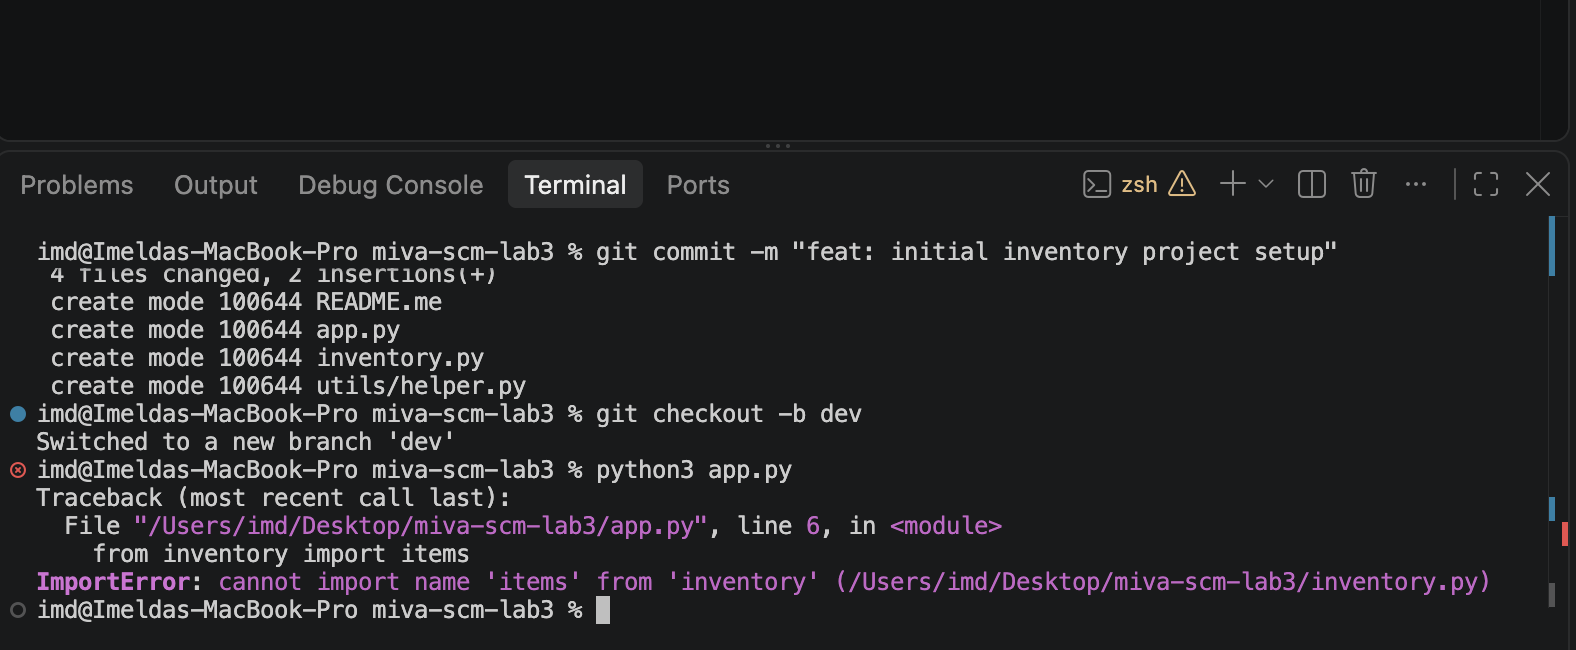 Problems Output Debug Console Terminal Ports zsh
imd@Imeldas-MacBook-Pro miva-scm-lab3 % git commit -m "feat: initial inventory project setup"
4 files changed, 2 insertions(+)
create mode 100644 README.me
create mode 100644 app.py
create mode 100644 inventory.py
create mode 100644 utils/helper.py
imd@Imeldas-MacBook-Pro miva-scm-lab3 % git checkout -b dev
Switched to a new branch 'dev'
imd@Imeldas-MacBook-Pro miva-scm-lab3 % python3 app.py
Traceback (most recent call last):
File "/Users/imd/Desktop/miva-scm-lab3/app.py", line 6, in <module>
from inventory import items
ImportError: cannot import name 'items' from 'inventory' (/Users/imd/Desktop/miva-scm-lab3/inventory.py)
imd@Imeldas-MacBook-Pro miva-scm-lab3 %